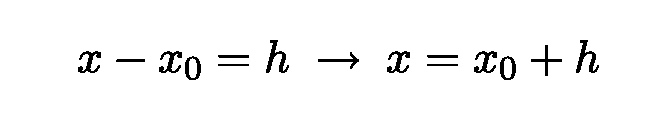 x − x₀ = h → x = x₀ + h